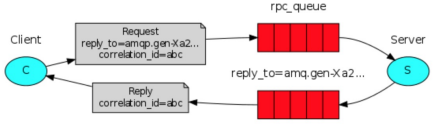 rpc_queue
Client
Request
reply_to=amqp.gen-Xa2...
correlation_id=abc
Server
C
S
reply_to=amq.gen-Xa2...
Reply
correlation_id=abc